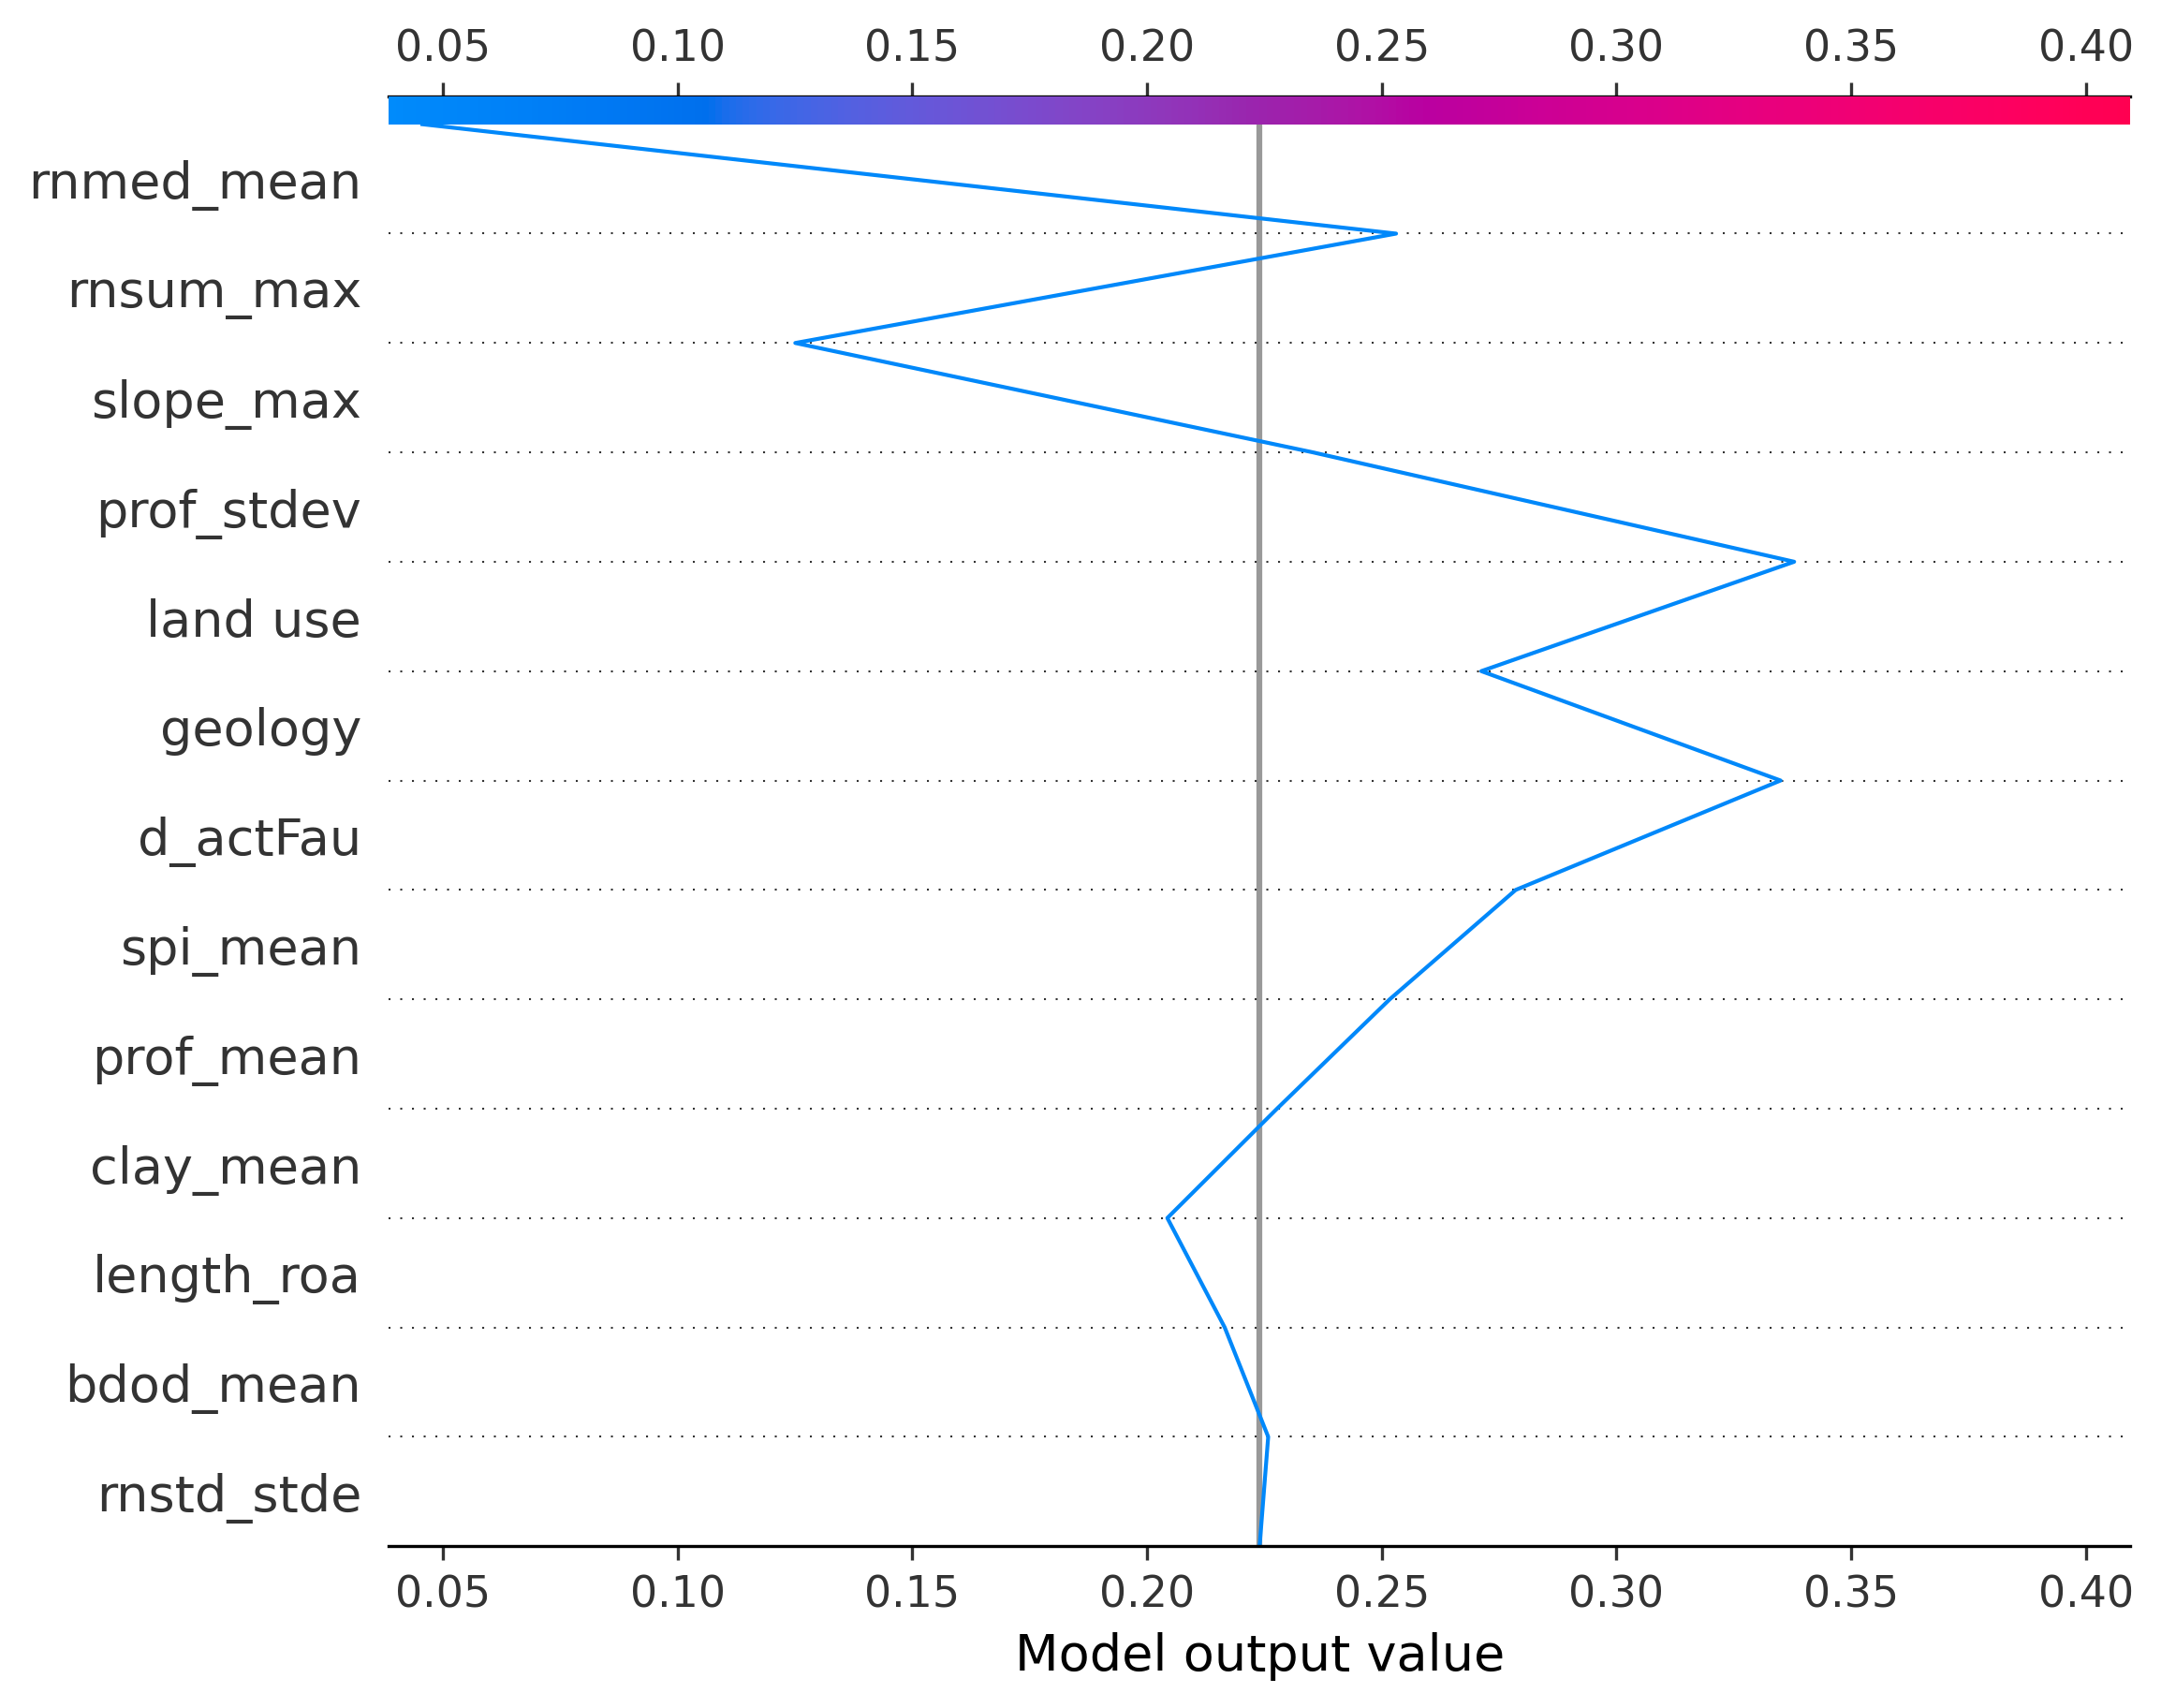 0.05 0.10 0.15 0.20 0.25 0.30 0.35 0.40
rnmed_mean
rnsum_max
slope_max
prof_stdev
land use
geology
d_actFau
spi_mean
prof_mean
clay_mean
length_roa
bdod_mean
rnstd_stde
0.05 0.10 0.15 0.20 0.25 0.30 0.35 0.40
Model output value